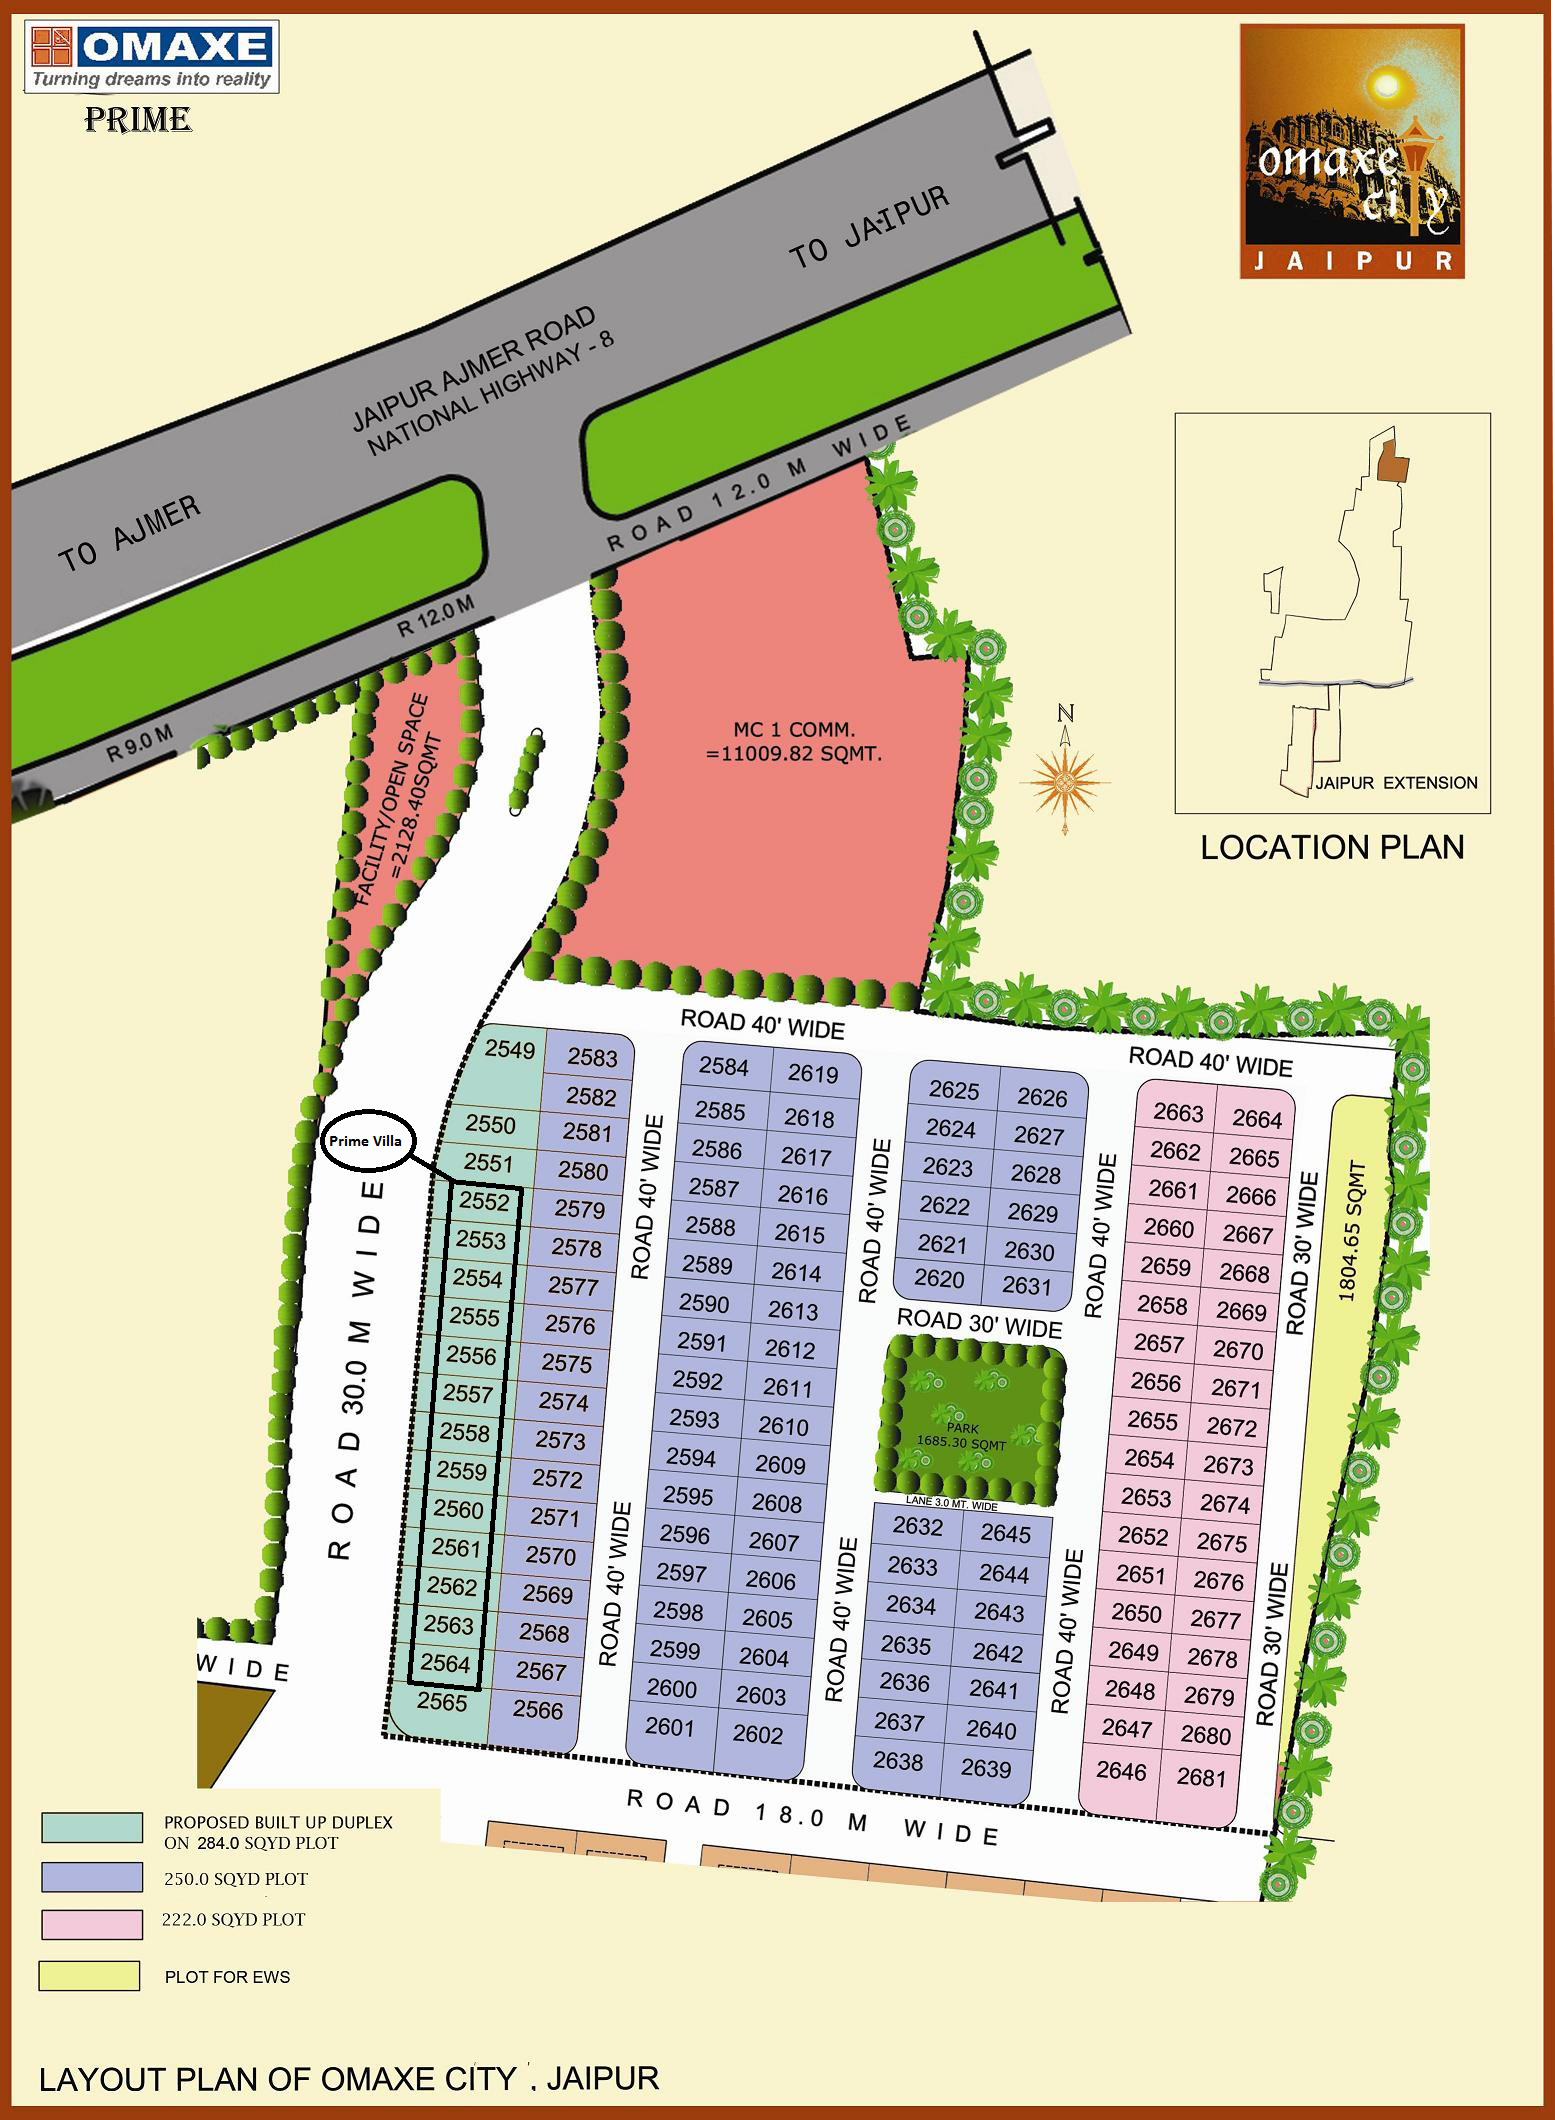 OMAXE
Turning dreams into reality
PRIME
omaxe
city
JAIPUR
TO JAIPUR
JAIPUR AJMER ROAD
NATIONAL HIGHWAY - 8
TO AJMER
ROAD 12.0 M WIDE
R 12.0 M
R 9.0 M
FACILITY/OPEN SPACE
=2128.40SQMT
MC 1 COMM.
=11009.82 SQMT.
N
JAIPUR EXTENSION
LOCATION PLAN
ROAD 40' WIDE
ROAD 40' WIDE
Prime Villa
ROAD 30.0 M WIDE
2549
2550
2551
2552
2553
2554
2555
2556
2557
2558
2559
2560
2561
2562
2563
2564
2565
2583
2582
2581
2580
2579
2578
2577
2576
2575
2574
2573
2572
2571
2570
2569
2568
2567
2566
ROAD 40' WIDE
ROAD 40' WIDE
2584
2585
2586
2587
2588
2589
2590
2591
2592
2593
2594
2595
2596
2597
2598
2599
2600
2601
2619
2618
2617
2616
2615
2614
2613
2612
2611
2610
2609
2608
2607
2606
2605
2604
2603
2602
ROAD 40' WIDE
ROAD 40' WIDE
2625
2624
2623
2622
2621
2620
2626
2627
2628
2629
2630
2631
ROAD 30' WIDE
PARK
1685.30 SQMT
LANE 3.0 MT. WIDE
2632
2633
2634
2635
2636
2637
2638
2645
2644
2643
2642
2641
2640
2639
ROAD 40' WIDE
ROAD 40' WIDE
2663
2662
2661
2660
2659
2658
2657
2656
2655
2654
2653
2652
2651
2650
2649
2648
2647
2646
2664
2665
2666
2667
2668
2669
2670
2671
2672
2673
2674
2675
2676
2677
2678
2679
2680
2681
ROAD 30' WIDE
ROAD 30' WIDE
1804.65 SQMT
WIDE
ROAD 18.0 M WIDE
PROPOSED BUILT UP DUPLEX
ON 284.0 SQYD PLOT
250.0 SQYD PLOT
222.0 SQYD PLOT
PLOT FOR EWS
LAYOUT PLAN OF OMAXE CITY ', JAIPUR